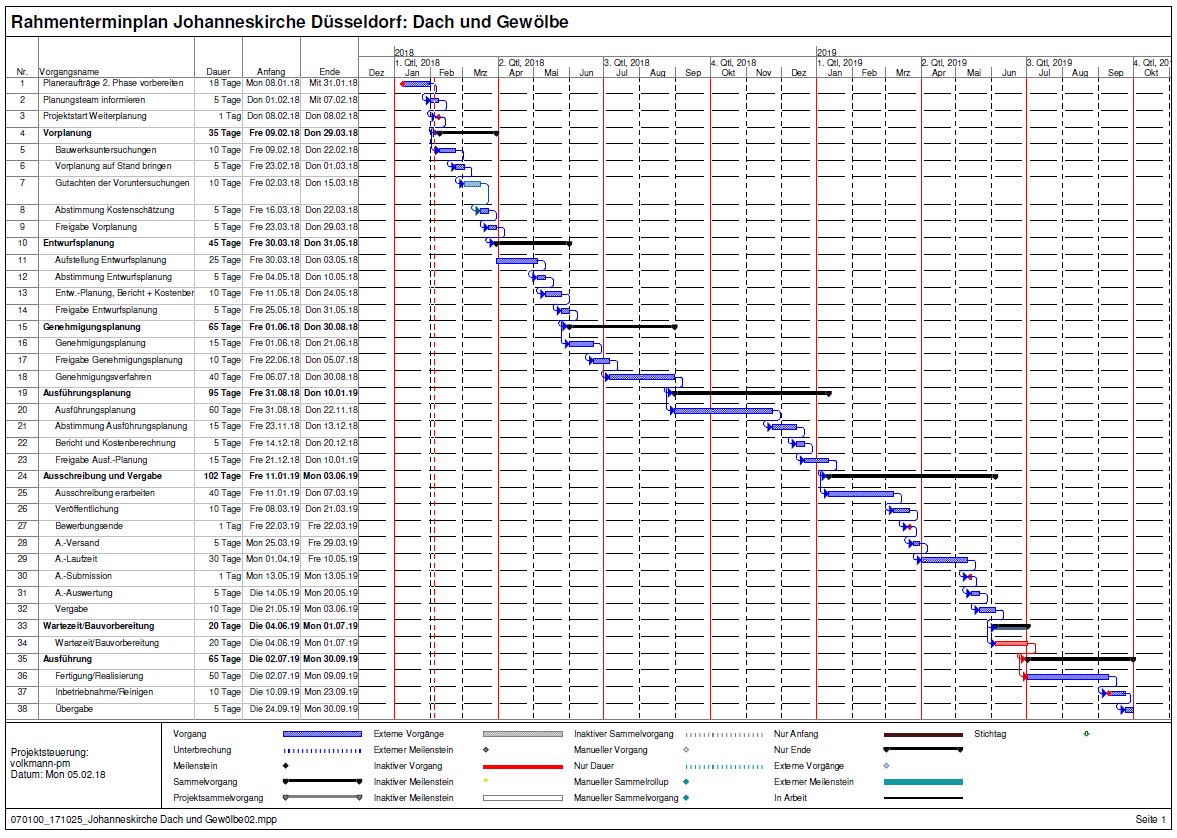 Rahmenterminplan Johanneskirche Düsseldorf: Dach und Gewölbe
2018 2019
1. Qtl, 2018 2. Qtl, 2018 3. Qtl, 2018 4. Qtl, 2018 1. Qtl, 2019 2. Qtl, 2019 3. Qtl, 2019 4. Qtl, 201
Nr. Vorgangsname Dauer Anfang Ende Dez Jan Feb Mrz Apr Mai Jun Jul Aug Sep Okt Nov Dez Jan Feb Mrz Apr Mai Jun Jul Aug Sep Okt
1 Planeraufträge 2. Phase vorbereiten 18 Tage Mon 08.01.18 Mit 31.01.18
2 Planungsteam informieren 5 Tage Don 01.02.18 Mit 07.02.18
3 Projektstart Weiterplanung 1 Tag Don 08.02.18 Don 08.02.18
4 Vorplanung 35 Tage Fre 09.02.18 Don 29.03.18
5 Bauwerksuntersuchungen 10 Tage Fre 09.02.18 Don 22.02.18
6 Vorplanung auf Stand bringen 5 Tage Fre 23.02.18 Don 01.03.18
7 Gutachten der Voruntersuchungen 10 Tage Fre 02.03.18 Don 15.03.18
8 Abstimmung Kostenschätzung 5 Tage Fre 16.03.18 Don 22.03.18
9 Freigabe Vorplanung 5 Tage Fre 23.03.18 Don 29.03.18
10 Entwurfsplanung 45 Tage Fre 30.03.18 Don 31.05.18
11 Aufstellung Entwurfsplanung 25 Tage Fre 30.03.18 Don 03.05.18
12 Abstimmung Entwurfsplanung 5 Tage Fre 04.05.18 Don 10.05.18
13 Entw.-Planung, Bericht + Kostenber 10 Tage Fre 11.05.18 Don 24.05.18
14 Freigabe Entwurfsplanung 5 Tage Fre 25.05.18 Don 31.05.18
15 Genehmigungsplanung 65 Tage Fre 01.06.18 Don 30.08.18
16 Genehmigungsplanung 15 Tage Fre 01.06.18 Don 21.06.18
17 Freigabe Genehmigungsplanung 10 Tage Fre 22.06.18 Don 05.07.18
18 Genehmigungsverfahren 40 Tage Fre 06.07.18 Don 30.08.18
19 Ausführungsplanung 95 Tage Fre 31.08.18 Don 10.01.19
20 Ausführungsplanung 60 Tage Fre 31.08.18 Don 22.11.18
21 Abstimmung Ausführungsplanung 15 Tage Fre 23.11.18 Don 13.12.18
22 Bericht und Kostenberechnung 5 Tage Fre 14.12.18 Don 20.12.18
23 Freigabe Ausf.-Planung 15 Tage Fre 21.12.18 Don 10.01.19
24 Ausschreibung und Vergabe 102 Tage Fre 11.01.19 Mon 03.06.19
25 Ausschreibung erarbeiten 40 Tage Fre 11.01.19 Don 07.03.19
26 Veröffentlichung 10 Tage Fre 08.03.19 Don 21.03.19
27 Bewerbungsende 1 Tag Fre 22.03.19 Fre 22.03.19
28 A.-Versand 5 Tage Mon 25.03.19 Fre 29.03.19
29 A.-Laufzeit 30 Tage Mon 01.04.19 Fre 10.05.19
30 A.-Submission 1 Tag Mon 13.05.19 Mon 13.05.19
31 A.-Auswertung 5 Tage Die 14.05.19 Mon 20.05.19
32 Vergabe 10 Tage Die 21.05.19 Mon 03.06.19
33 Wartezeit/Bauvorbereitung 20 Tage Die 04.06.19 Mon 01.07.19
34 Wartezeit/Bauvorbereitung 20 Tage Die 04.06.19 Mon 01.07.19
35 Ausführung 65 Tage Die 02.07.19 Mon 30.09.19
36 Fertigung/Realisierung 50 Tage Die 02.07.19 Mon 09.09.19
37 Inbetriebnahme/Reinigen 10 Tage Die 10.09.19 Mon 23.09.19
38 Übergabe 5 Tage Die 24.09.19 Mon 30.09.19
Projektsteuerung:
volkmann-pm
Datum: Mon 05.02.18
Vorgang Externe Vorgänge Inaktiver Sammelvorgang Nur Anfang Stichtag
Unterbrechung Externer Meilenstein Manueller Vorgang Nur Ende
Meilenstein Inaktiver Vorgang Nur Dauer Externe Vorgänge
Sammelvorgang Inaktiver Meilenstein Manueller Sammelrollup Externer Meilenstein
Projektsammelvorgang Inaktiver Meilenstein Manueller Sammelvorgang In Arbeit
070100_171025_Johanneskirche Dach und Gewölbe02.mpp Seite 1